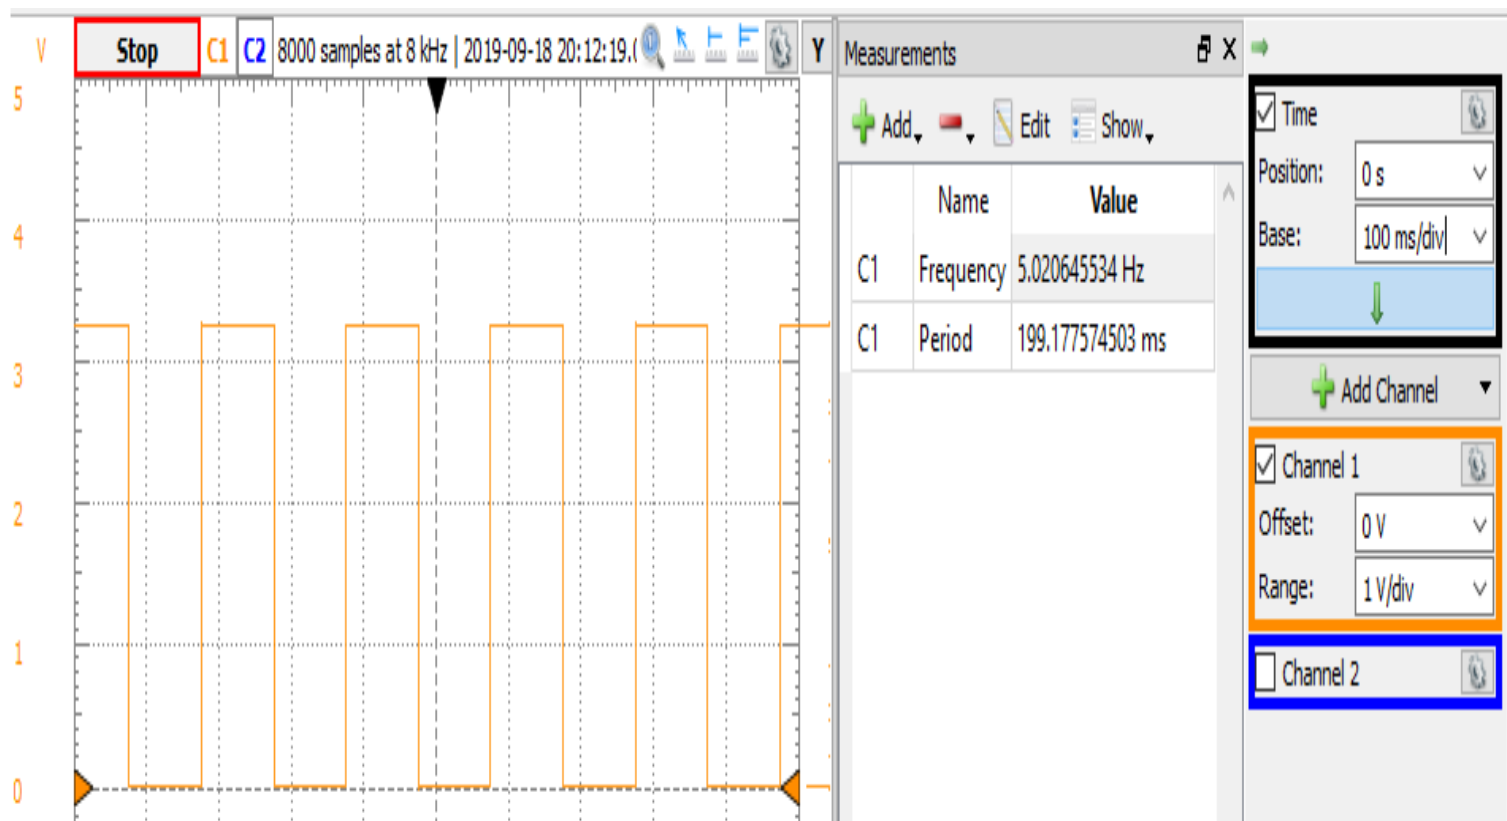 V
Stop C1 C2 8000 samples at 8 kHz | 2019-09-18 20:12:19.0
Y
5
4
3
2
1
0
Measurements X
Add Edit Show
Name Value
C1 Frequency 5.020645534 Hz
C1 Period 199.177574503 ms
Time
Position: 0 s
Base: 100 ms/div
Add Channel
Channel 1
Offset: 0 V
Range: 1 V/div
Channel 2